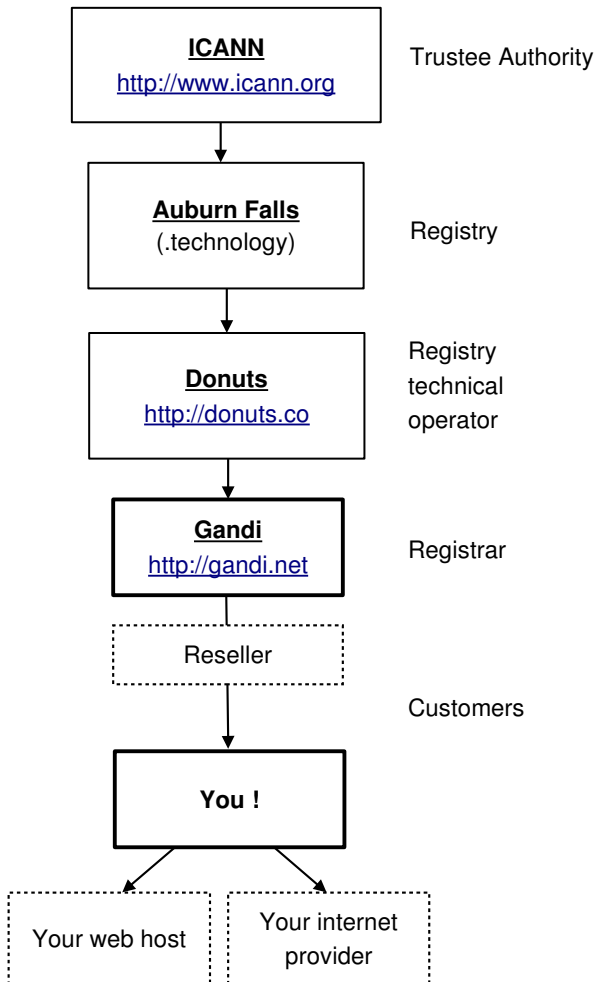 ICANN
http://www.icann.org
Trustee Authority
Auburn Falls
(.technology)
Registry
Donuts
http://donuts.co
Registry
technical
operator
Gandi
http://gandi.net
Registrar
Reseller
Customers
You !
Your web host
Your internet
provider